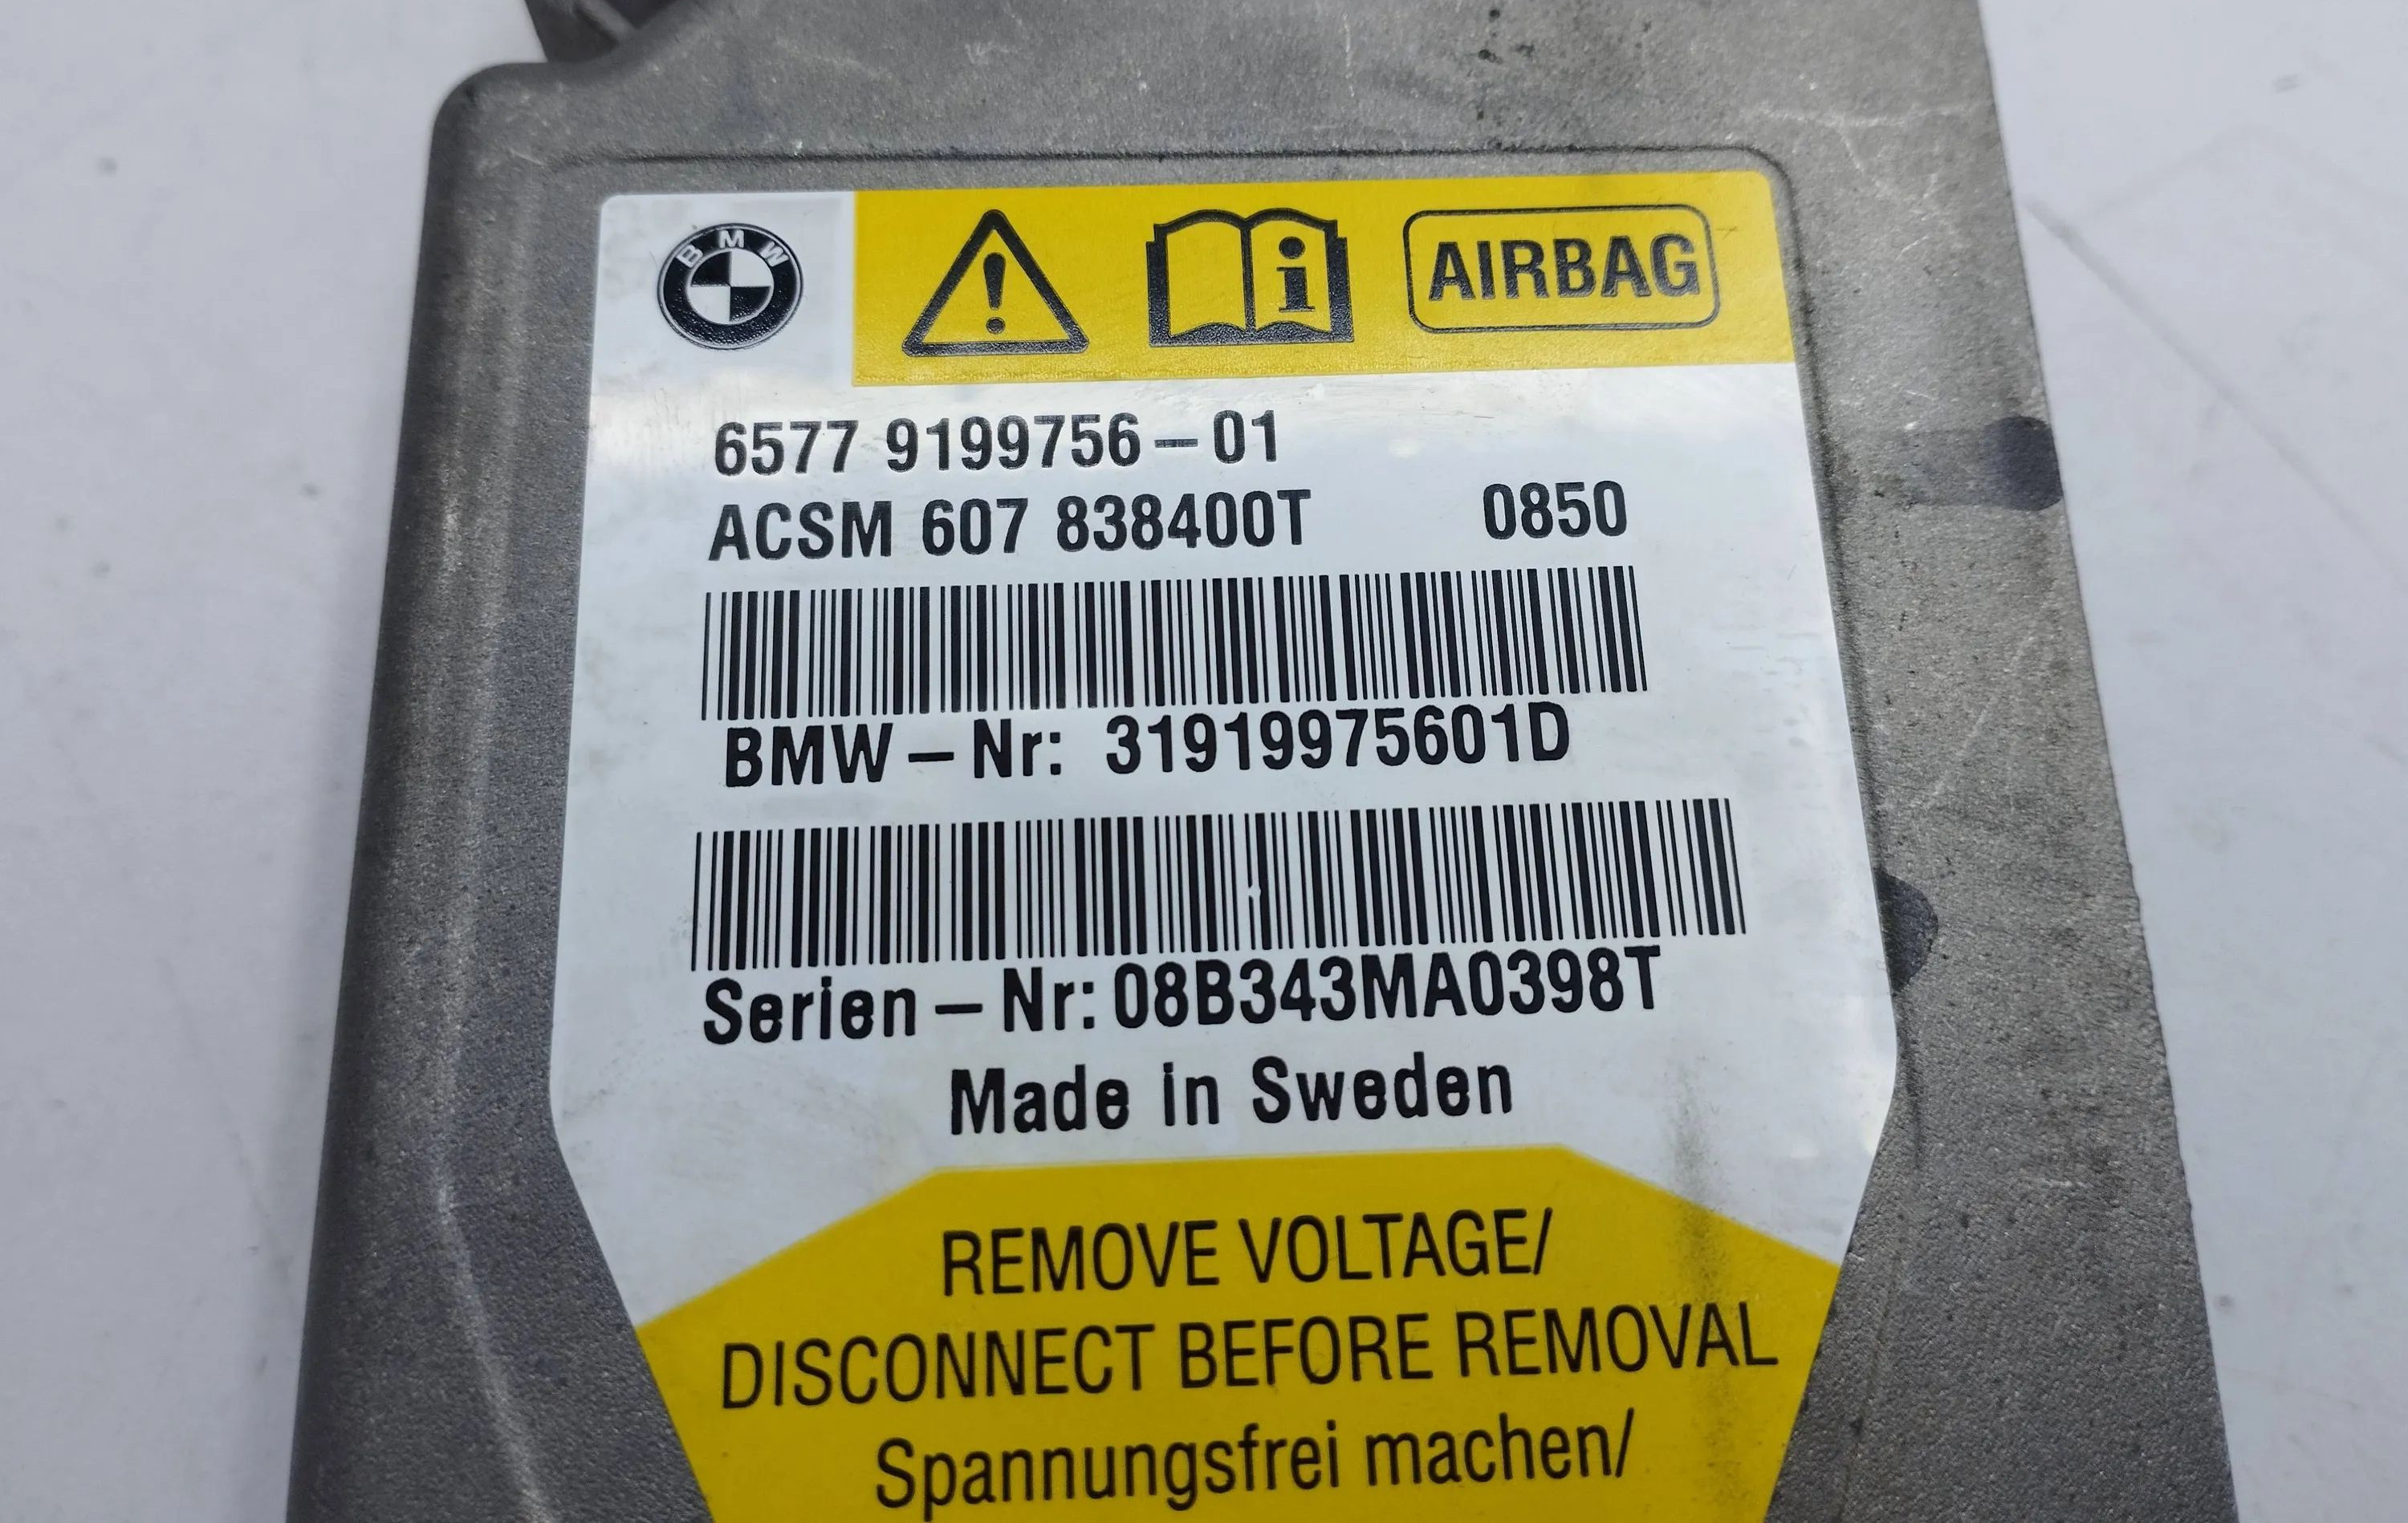 BMW
AIRBAG
6577 9199756-01
ACSM 607 838400T 0850
BMW-Nr: 31919975601D
Serien-Nr: 08B343MA0398T
Made in Sweden
REMOVE VOLTAGE/
DISCONNECT BEFORE REMOVAL
Spannungsfrei machen/